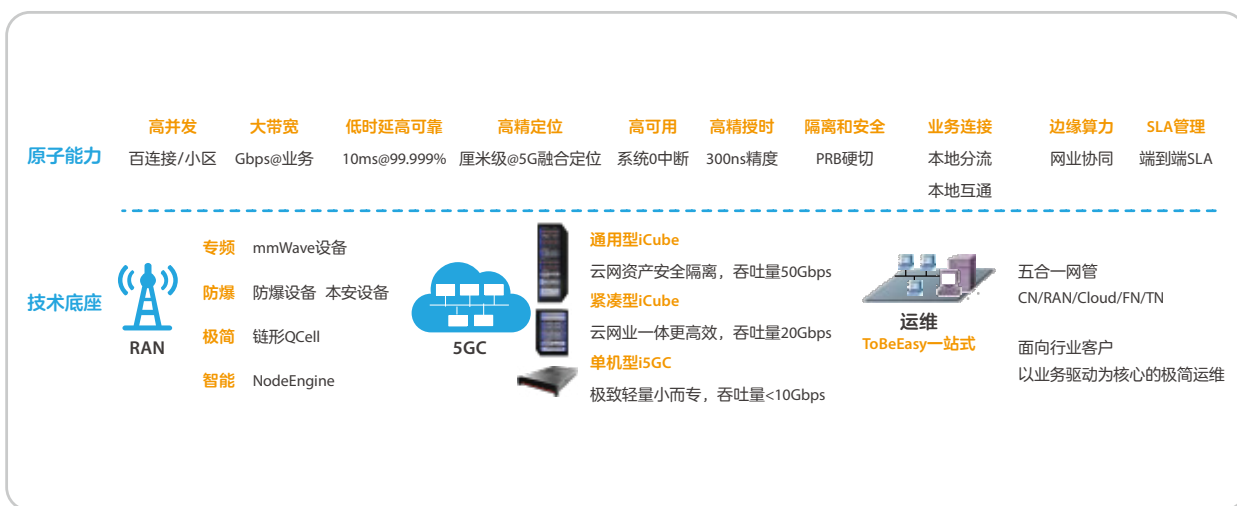 高并发 大带宽 低时延高可靠 高精定位 高可用 高精授时 隔离和安全 业务连接 边缘算力 SLA管理
原子能力 百连接/小区 Gbps@业务 10ms@99.999% 厘米级@5G融合定位 系统0中断 300ns精度 PRB硬切 本地分流 网业协同 端到端SLA
本地互通
技术底座
专频 mmWave设备
防爆 防爆设备 本安设备
极简 链形QCell
智能 NodeEngine
RAN
5GC
通用型iCube
云网资产安全隔离，吞吐量50Gbps
紧凑型iCube
云网业一体更高效，吞吐量20Gbps
单机型i5GC
极致轻量小而专，吞吐量<10Gbps
运维
ToBeEasy一站式
五合一网管
CN/RAN/Cloud/FN/TN
面向行业客户
以业务驱动为核心的极简运维